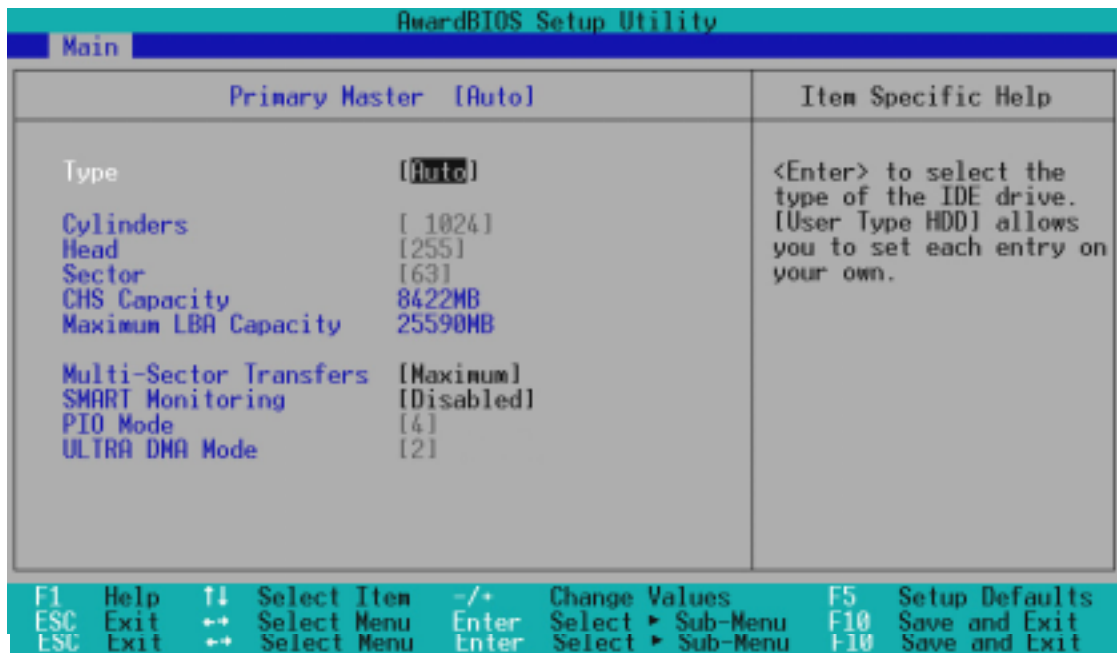 AwardBIOS Setup Utility
Main
Primary Master [Auto]
Item Specific Help
Type [Auto]
Cylinders [ 1024]
Head [255]
Sector [63]
CHS Capacity 8422MB
Maximum LBA Capacity 25590MB
Multi-Sector Transfers [Maximum]
SMART Monitoring [Disabled]
PIO Mode [4]
ULTRA DMA Mode [2]
<Enter> to select the
type of the IDE drive.
[User Type HDD] allows
you to set each entry on
your own.
F1 Help ↑↓ Select Item -/+ Change Values F5 Setup Defaults
ESC Exit ←→ Select Menu Enter Select ► Sub-Menu F10 Save and Exit
ESC Exit ←→ Select Menu Enter Select ► Sub-Menu F10 Save and Exit